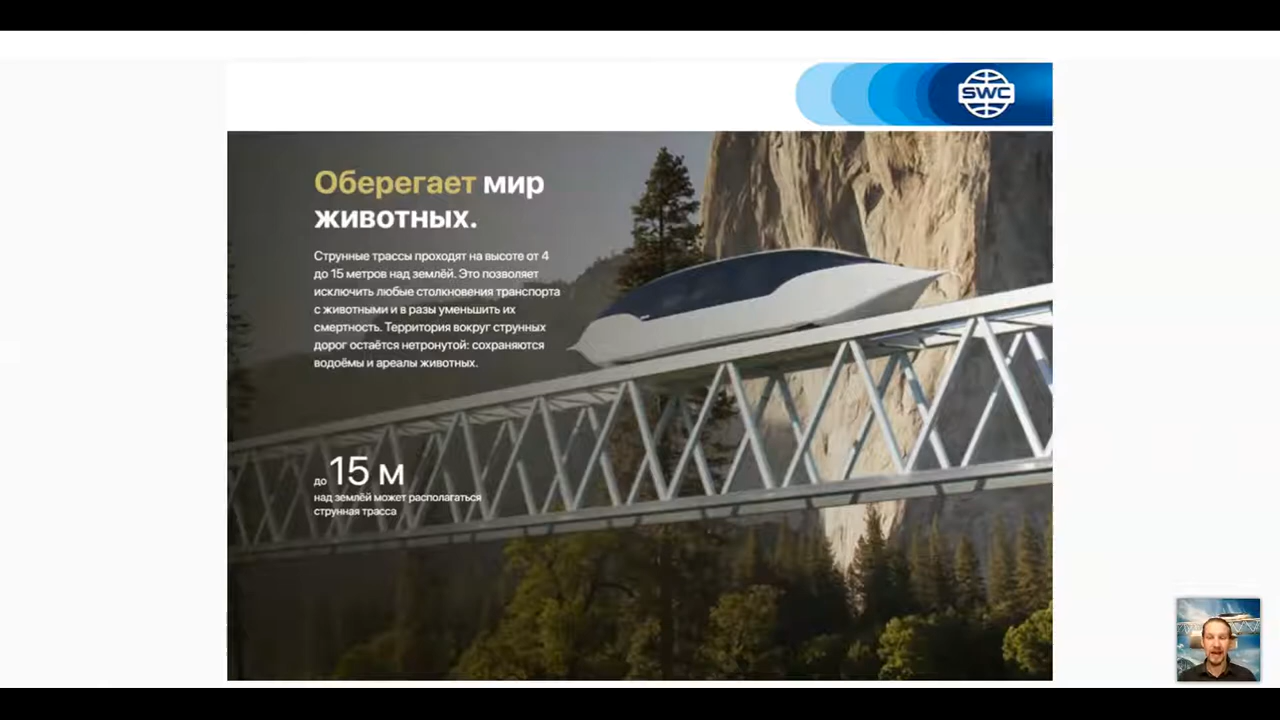 SWC
Оберегает мир
животных.
Струнные трассы проходят на высоте от 4
до 15 метров над землёй. Это позволяет
исключить любые столкновения транспорта
с животными и в разы уменьшить их
смертность. Территория вокруг струнных
дорог остаётся нетронутой: сохраняются
водоёмы и ареалы животных.
до 15 м
над землёй может располагаться
струнная трасса